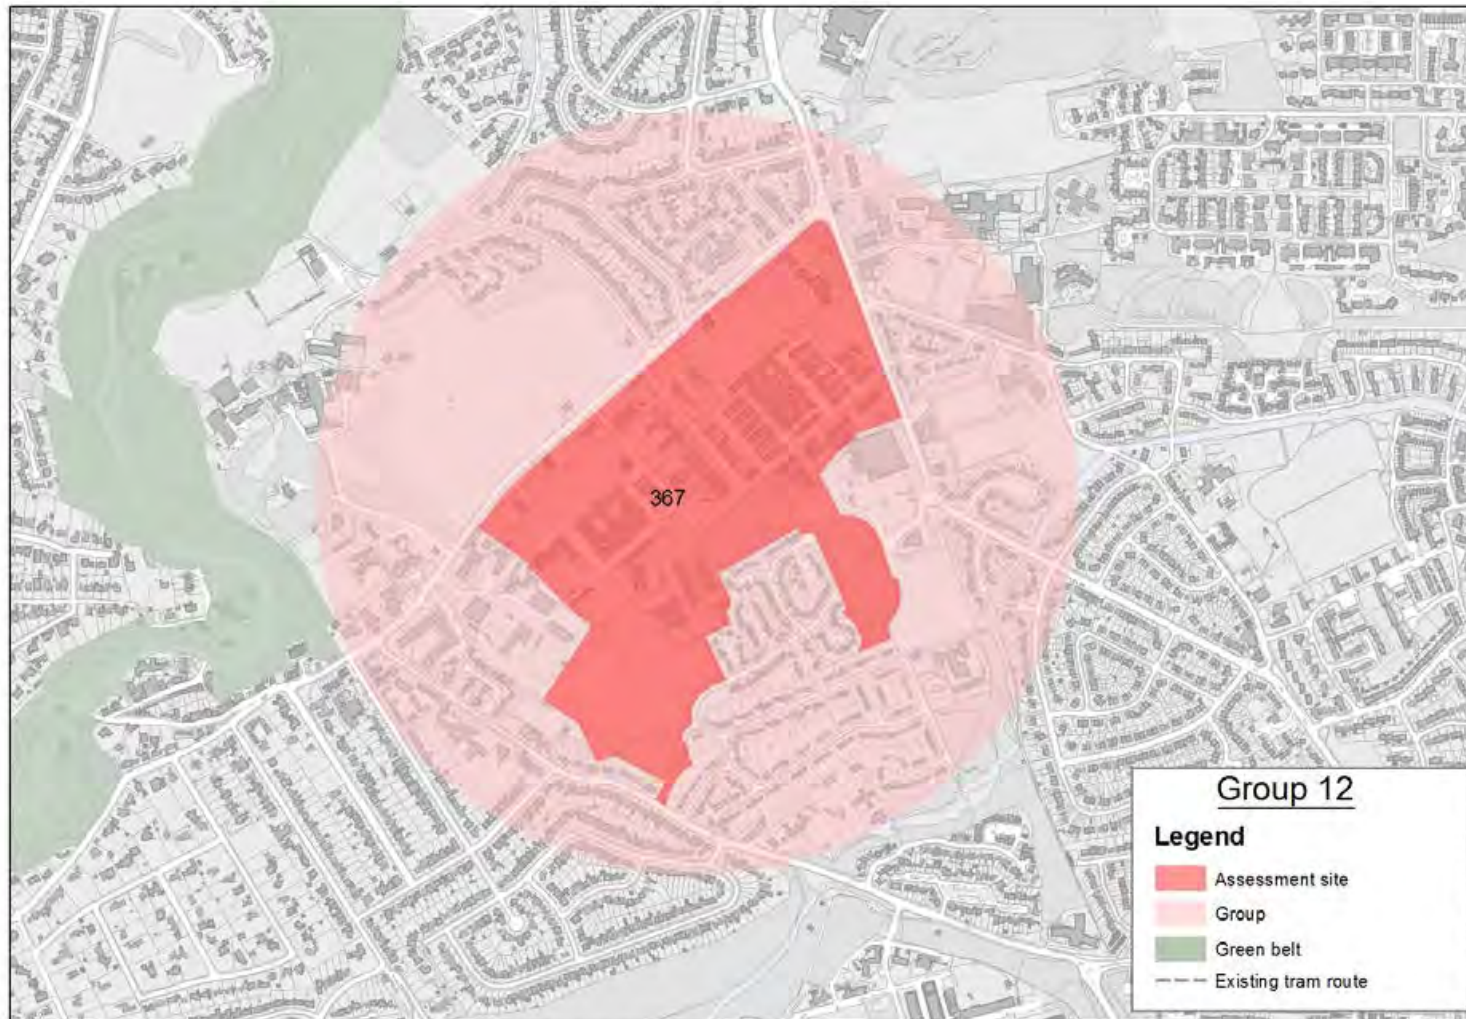 367
Group 12
Legend
Assessment site
Group
Green belt
Existing tram route